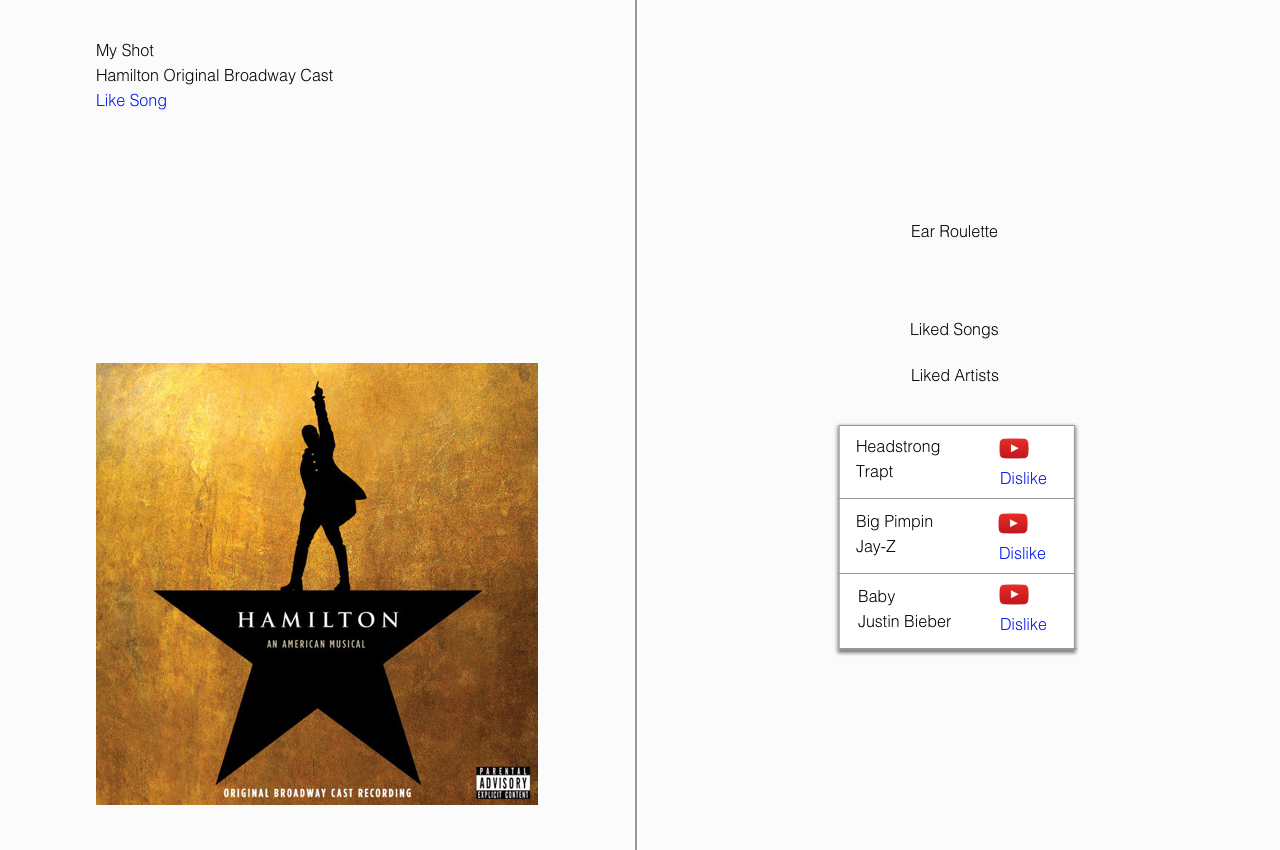 My Shot
Hamilton Original Broadway Cast
Like Song
HAMILTON
AN AMERICAN MUSICAL
ORIGINAL BROADWAY CAST RECORDING
PARENTAL
ADVISORY
EXPLICIT CONTENT
Ear Roulette
Liked Songs
Liked Artists
Headstrong
Trapt
Dislike
Big Pimpin
Jay-Z
Dislike
Baby
Justin Bieber
Dislike